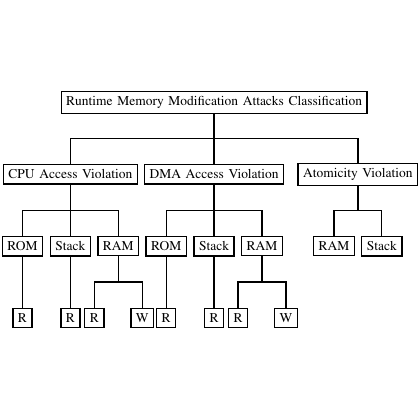 Runtime Memory Modification Attacks Classification
CPU Access Violation DMA Access Violation Atomicity Violation
ROM Stack RAM ROM Stack RAM RAM Stack
R R R W R R R W